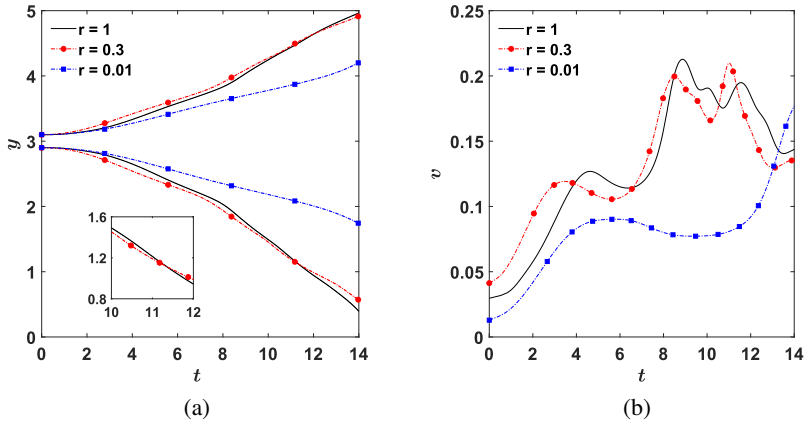 5
4
3
2
1
0
y
r = 1
r = 0.3
r = 0.01
1.6
1.2
0.8
10 11 12
0 2 4 6 8 10 12 14
t
(a)
0.25
0.2
0.15
0.1
0.05
0
v
r = 1
r = 0.3
r = 0.01
0 2 4 6 8 10 12 14
t
(b)